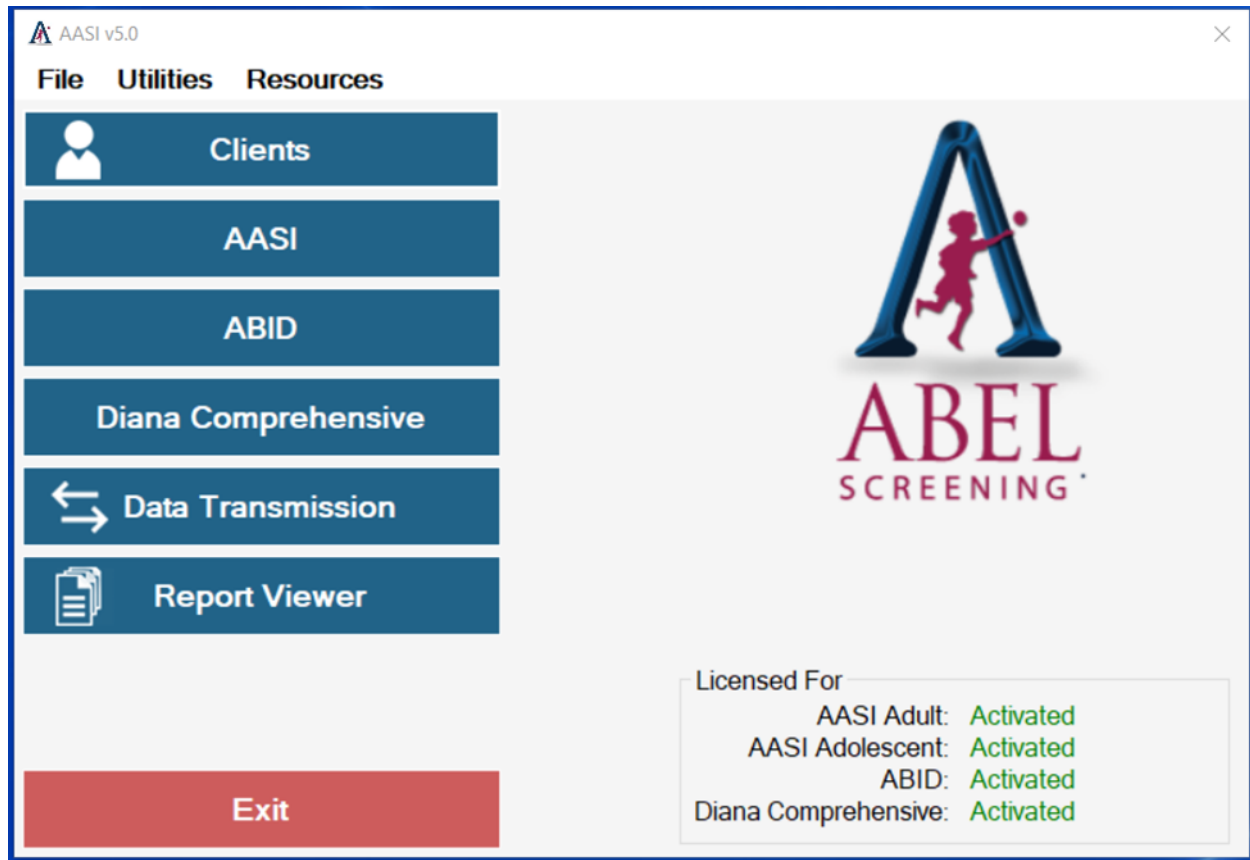 AASI v5.0
File Utilities Resources
Clients
AASI
ABID
Diana Comprehensive
Data Transmission
Report Viewer
Exit
ABEL
SCREENING
Licensed For
AASI Adult: Activated
AASI Adolescent: Activated
ABID: Activated
Diana Comprehensive: Activated